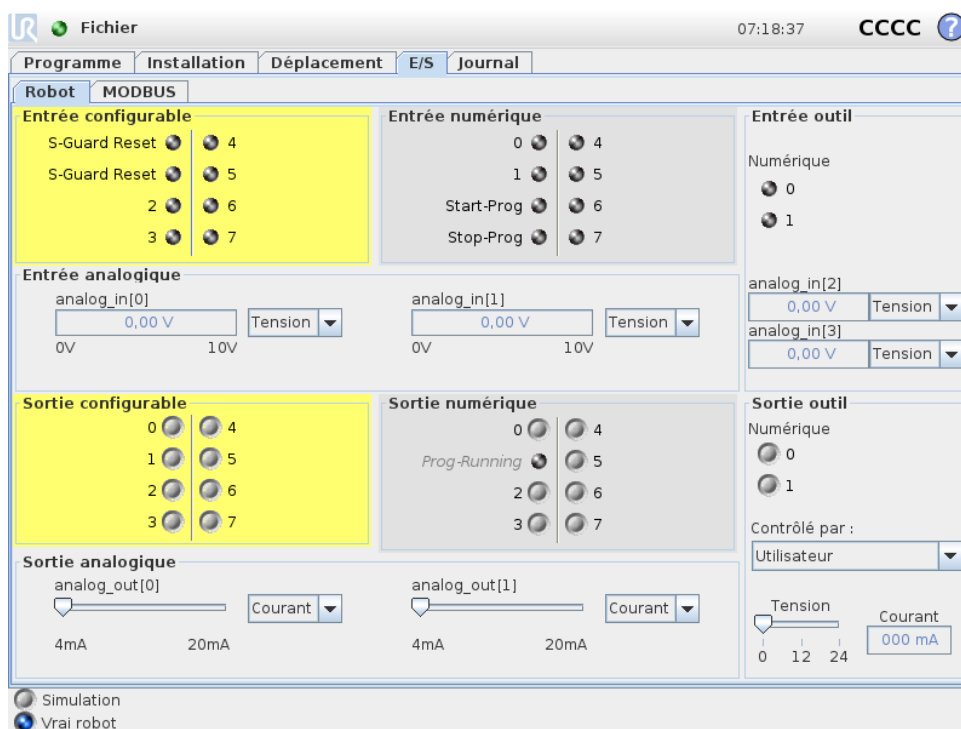 UR Fichier 07:18:37 CCCC ?
Programme Installation Déplacement E/S Journal
Robot MODBUS
Entrée configurable
S-Guard Reset 4
S-Guard Reset 5
2 6
3 7
Entrée numérique
0 4
1 5
Start-Prog 6
Stop-Prog 7
Entrée outil
Numérique
0
1
analog_in[2]
0,00 V Tension
analog_in[3]
0,00 V Tension
Entrée analogique
analog_in[0]
0,00 V Tension
0V 10V
analog_in[1]
0,00 V Tension
0V 10V
Sortie configurable
0 4
1 5
2 6
3 7
Sortie numérique
0 4
Prog-Running 5
2 6
3 7
Sortie outil
Numérique
0
1
Contrôlé par :
Utilisateur
Tension
0 12 24
Courant
000 mA
Sortie analogique
analog_out[0]
Courant
4mA 20mA
analog_out[1]
Courant
4mA 20mA
Simulation
Vrai robot